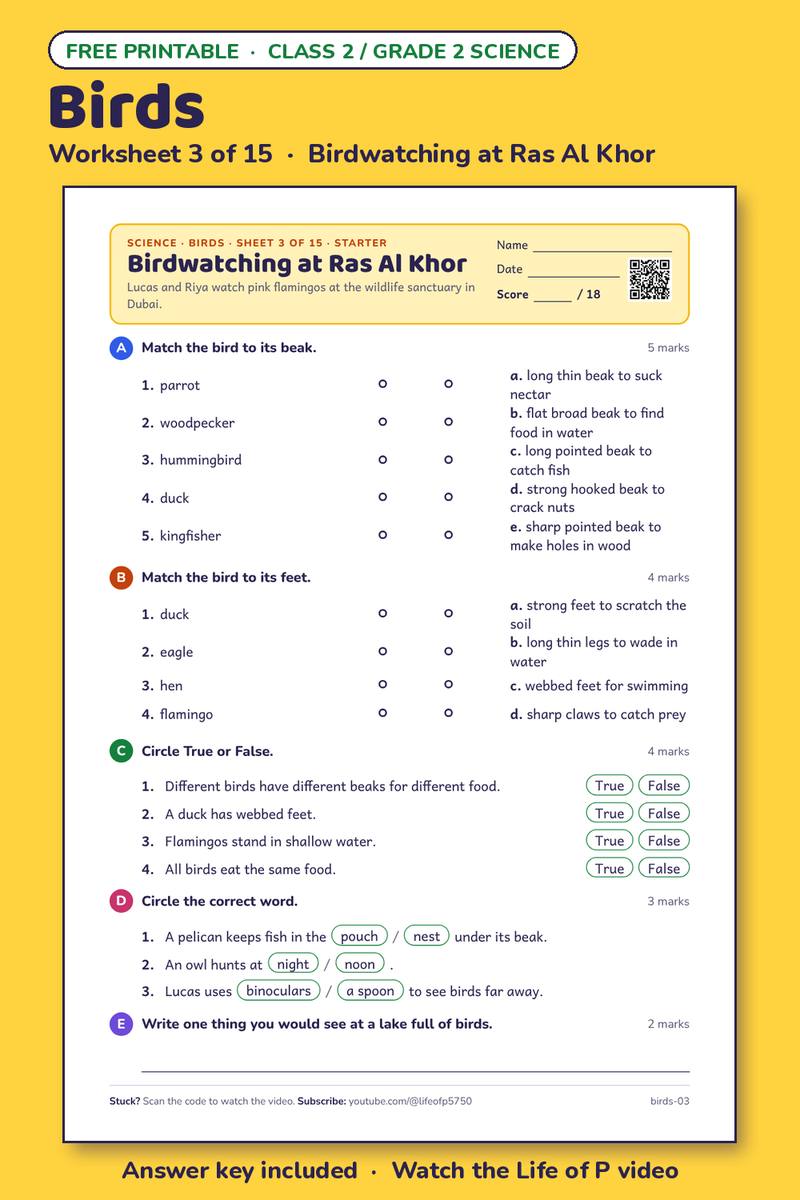 FREE PRINTABLE · CLASS 2 / GRADE 2 SCIENCE
Birds
Worksheet 3 of 15 · Birdwatching at Ras Al Khor
SCIENCE · BIRDS · SHEET 3 OF 15 · STARTER
Birdwatching at Ras Al Khor
Lucas and Riya watch pink flamingos at the wildlife sanctuary in
Dubai.
Name
Date
Score / 18
A Match the bird to its beak. 5 marks
1. parrot
a. long thin beak to suck
nectar
2. woodpecker
b. flat broad beak to find
food in water
3. hummingbird
c. long pointed beak to
catch fish
4. duck
d. strong hooked beak to
crack nuts
5. kingfisher
e. sharp pointed beak to
make holes in wood
B Match the bird to its feet. 4 marks
1. duck
a. strong feet to scratch the
soil
2. eagle
b. long thin legs to wade in
water
3. hen c. webbed feet for swimming
4. flamingo d. sharp claws to catch prey
C Circle True or False. 4 marks
1. Different birds have different beaks for different food. True False
2. A duck has webbed feet. True False
3. Flamingos stand in shallow water. True False
4. All birds eat the same food. True False
D Circle the correct word. 3 marks
1. A pelican keeps fish in the pouch / nest under its beak.
2. An owl hunts at night / noon .
3. Lucas uses binoculars / a spoon to see birds far away.
E Write one thing you would see at a lake full of birds. 2 marks
Stuck? Scan the code to watch the video. Subscribe: youtube.com/@lifeofp5750 birds-03
Answer key included · Watch the Life of P video